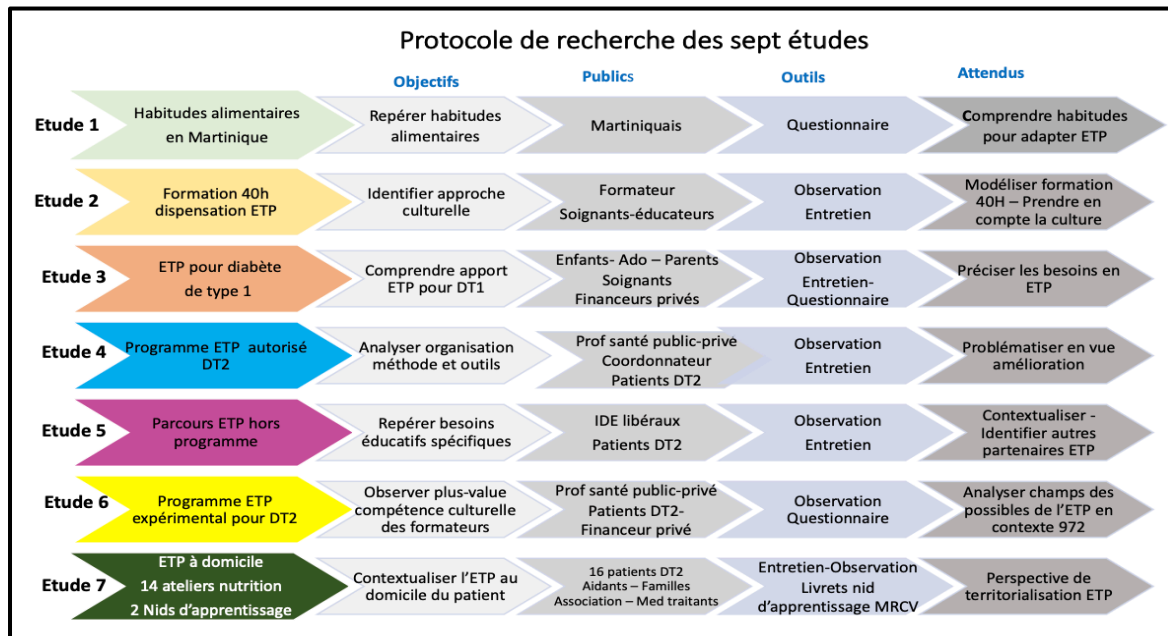 Protocole de recherche des sept études
Objectifs
Publics
Outils
Attendus
Etude 1
Habitudes alimentaires
en Martinique
Repérer habitudes
alimentaires
Martiniquais
Questionnaire
Comprendre habitudes
pour adapter ETP
Etude 2
Formation 40h
dispensation ETP
Identifier approche
culturelle
Formateur
Soignants-éducateurs
Observation
Entretien
Modéliser formation
40H – Prendre en
compte la culture
Etude 3
ETP pour diabète
de type 1
Comprendre apport
ETP pour DT1
Enfants- Ado – Parents
Soignants
Financeurs privés
Observation
Entretien-
Questionnaire
Préciser les besoins en
ETP
Etude 4
Programme ETP autorisé
DT2
Analyser organisation
méthode et outils
Prof santé public-privé
Coordonnateur
Patients DT2
Observation
Entretien
Problématiser en vue
amélioration
Etude 5
Parcours ETP hors
programme
Repérer besoins
éducatifs spécifiques
IDE libéraux
Patients DT2
Observation
Entretien
Contextualiser -
Identifier autres
partenaires ETP
Etude 6
Programme ETP
expérimental pour DT2
Observer plus-value
compétence culturelle
des formateurs
Prof santé public-privé
Patients DT2-
Financeur privé
Observation
Questionnaire
Analyser champs des
possibles de l'ETP en
contexte 972
Etude 7
ETP à domicile
14 ateliers nutrition
2 Nids d'apprentissage
Contextualiser l'ETP au
domicile du patient
16 patients DT2
Aidants – Familles
Association – Med traitants
Entretien-Observation
Livrets nid
d'apprentissage MRCV
Perspective de
territorialisation ETP